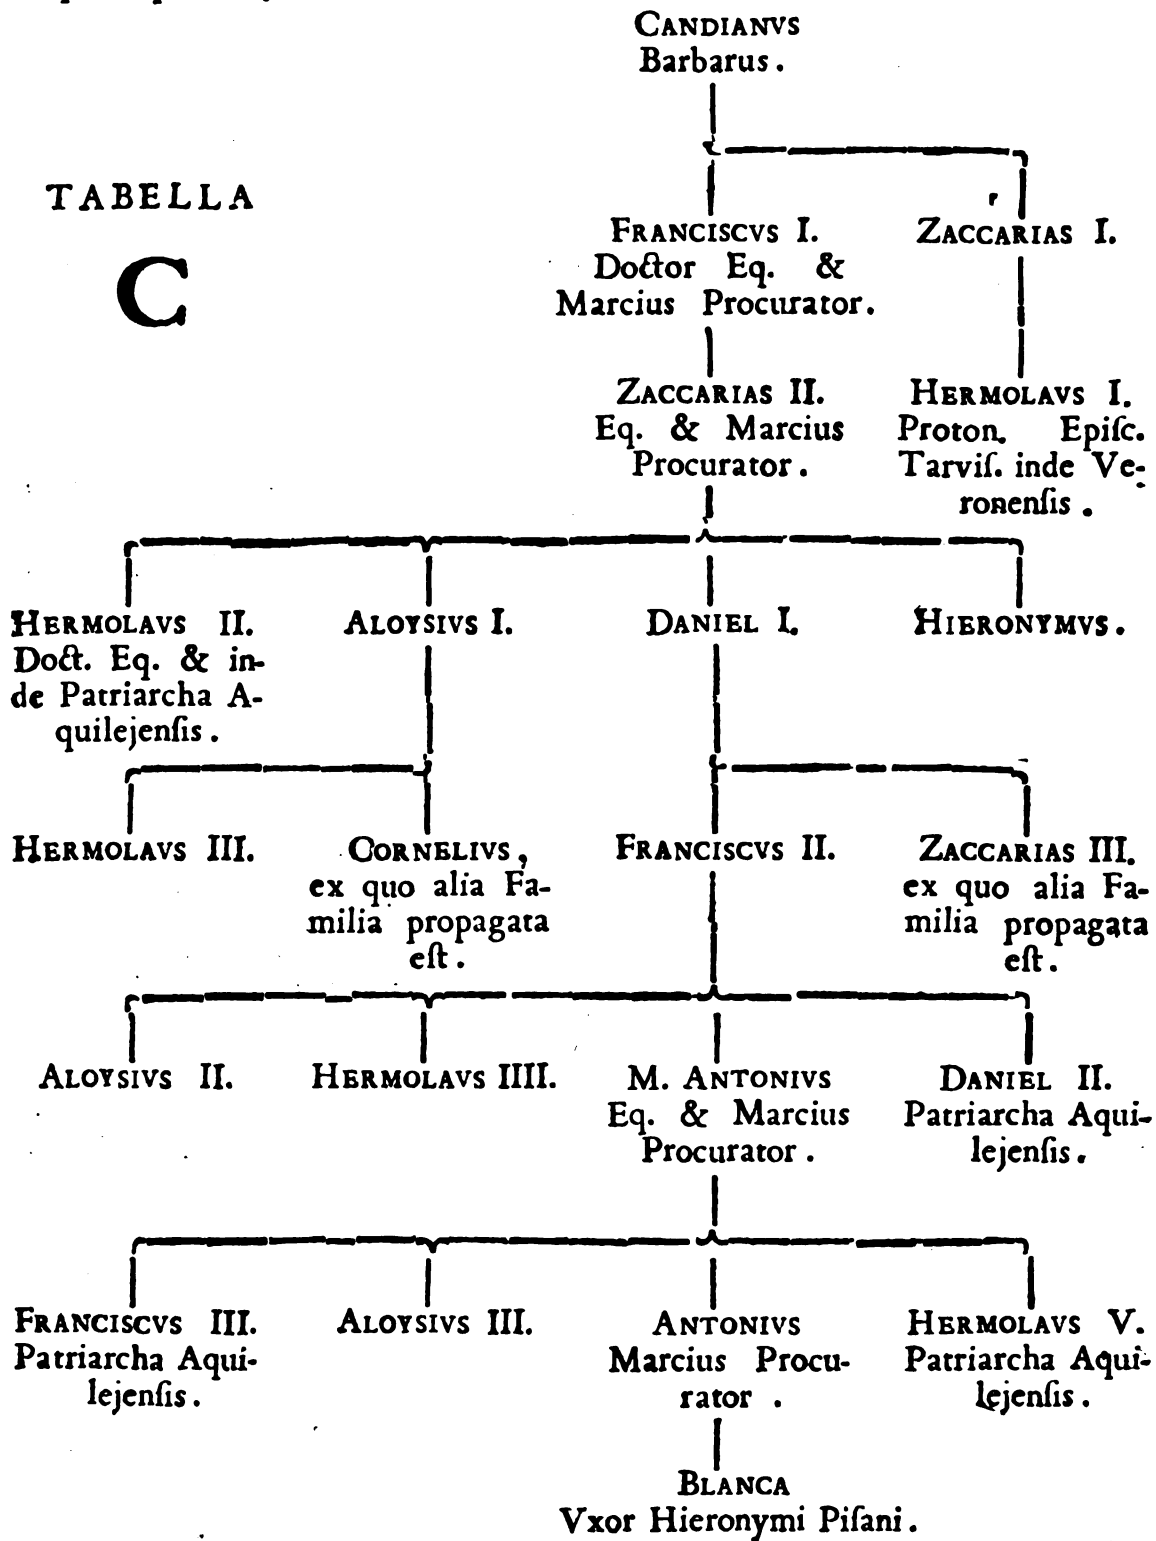 CANDIANVS
Barbarus.
TABELLA
C
FRANCISCVS I.
Doctor Eq. &
Marcius Procurator.
ZACCARIAS I.
ZACCARIAS II.
Eq. & Marcius
Procurator.
HERMOLAVS I.
Proton. Epiſc.
Tarviſ. inde Ve-
ronenſis.
HERMOLAVS II.
Doct. Eq. & in-
de Patriarcha A-
quilejenſis.
ALOYSIVS I.
DANIEL I.
HIERONYMVS.
HERMOLAVS III.
CORNELIVS,
ex quo alia Fa-
milia propagata
eſt.
FRANCISCVS II.
ZACCARIAS III.
ex quo alia Fa-
milia propagata
eſt.
ALOYSIVS II.
HERMOLAVS IIII.
M. ANTONIVS
Eq. & Marcius
Procurator.
DANIEL II.
Patriarcha Aqui-
lejenſis.
FRANCISCVS III.
Patriarcha Aqui-
lejenſis.
ALOYSIVS III.
ANTONIVS
Marcius Procu-
rator.
HERMOLAVS V.
Patriarcha Aqui-
lejenſis.
BLANCA
Vxor Hieronymi Piſani.